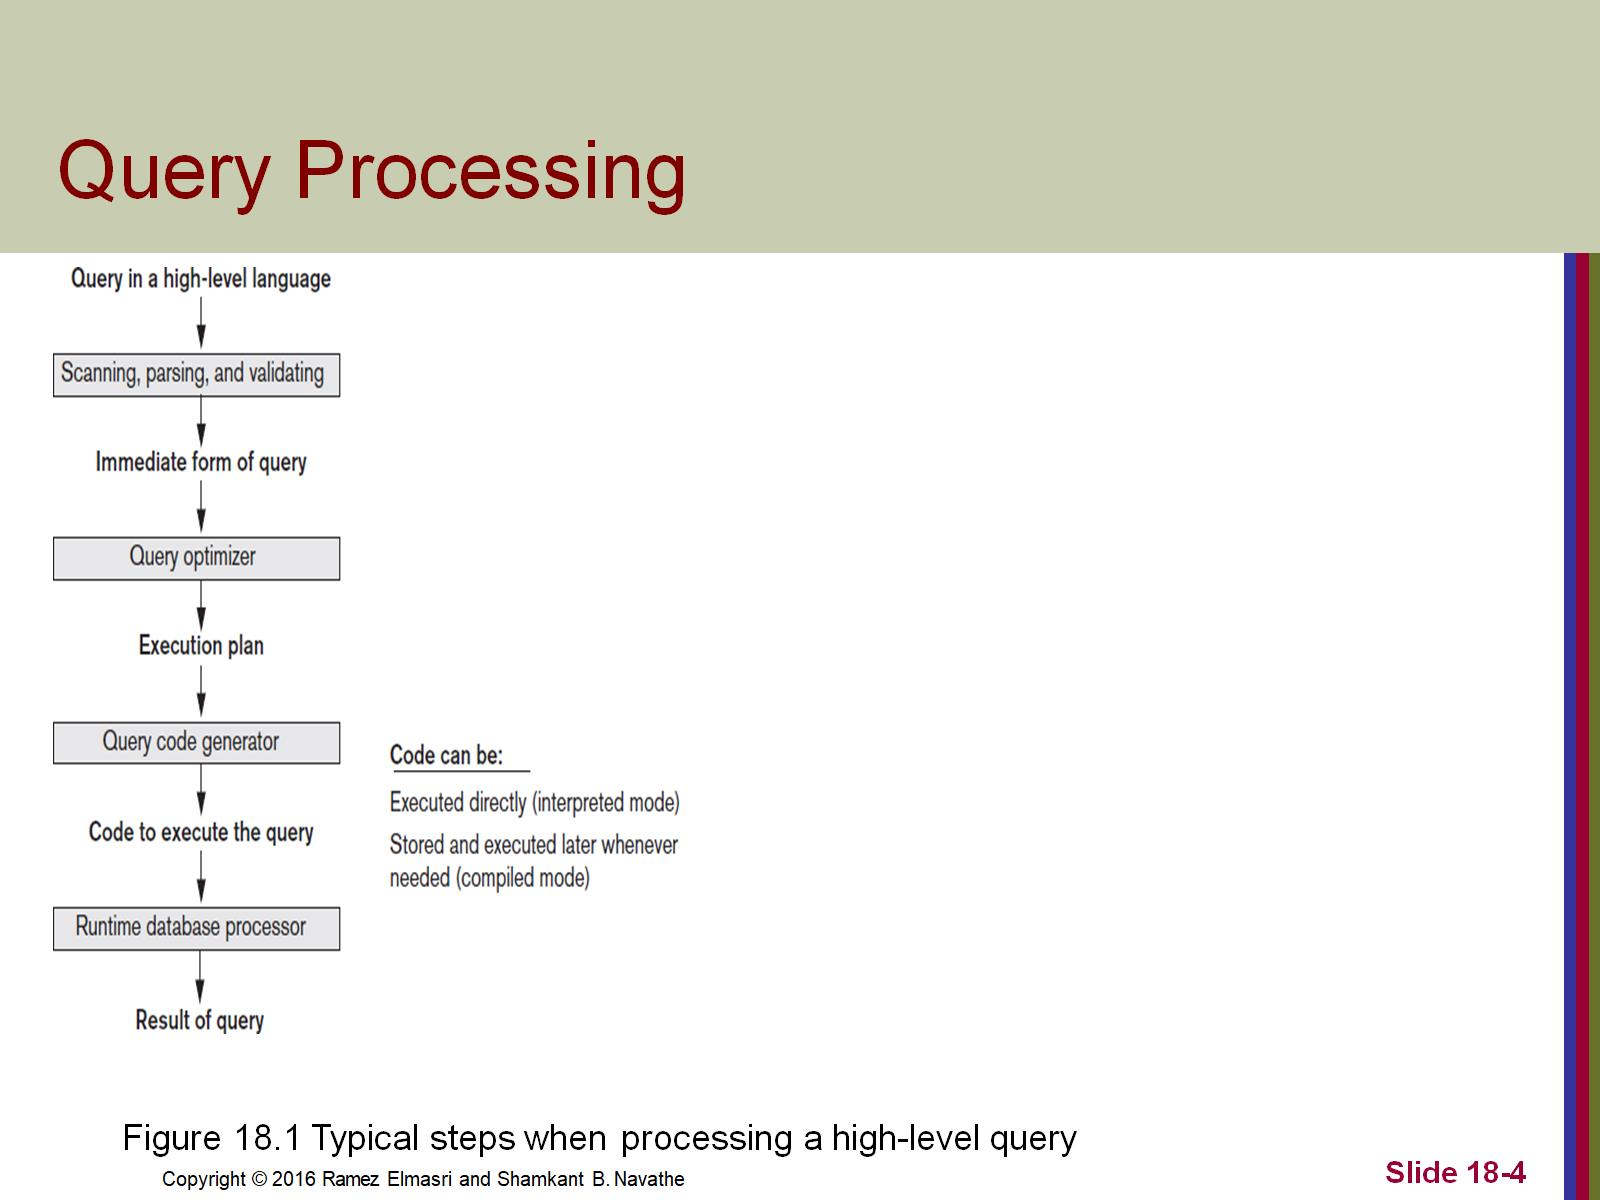 Query Processing
Query in a high-level language
Scanning, parsing, and validating
Immediate form of query
Query optimizer
Execution plan
Query code generator
Code to execute the query
Runtime database processor
Result of query
Code can be:
Executed directly (interpreted mode)
Stored and executed later whenever
needed (compiled mode)
Figure 18.1 Typical steps when processing a high-level query
Copyright © 2016 Ramez Elmasri and Shamkant B. Navathe
Slide 18-4